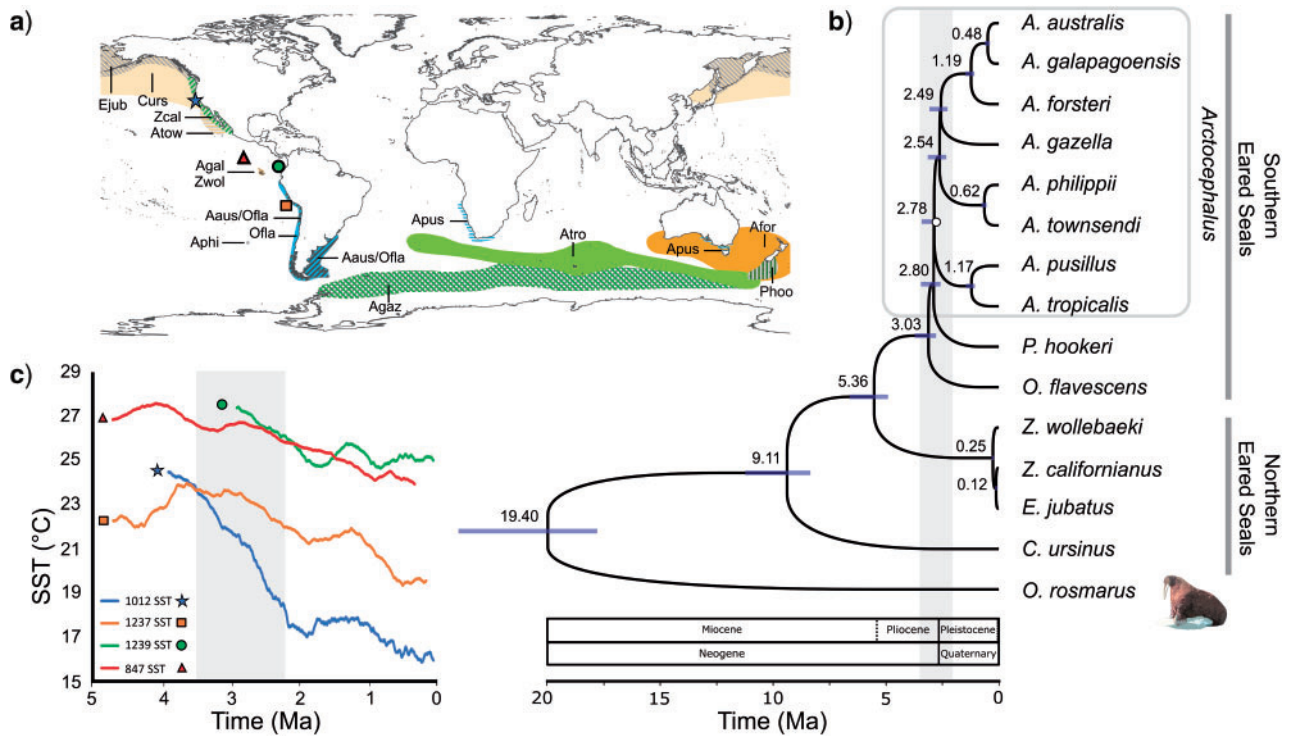 a)
Ejub
Curs
Zcal
Atow
Agal
Zwol
Aaus/Ofla
Ofla
Aphi
Aaus/Ofla
Apus
Atro
Agaz
Apus
Afor
Phoo
b)
0.48
1.19
2.49
2.54
0.62
2.78
1.17
2.80
3.03
5.36
0.25
0.12
9.11
19.40
A. australis
A. galapagoensis
A. forsteri
A. gazella
A. philippii
A. townsendi
A. pusillus
A. tropicalis
P. hookeri
O. flavescens
Z. wollebaeki
Z. californianus
E. jubatus
C. ursinus
O. rosmarus
Arctocephalus
Southern
Eared Seals
Northern
Eared Seals
Miocene
Pliocene
Pleistocene
Neogene
Quaternary
20
15
10
5
0
Time (Ma)
c)
SST (°C)
29
27
25
23
21
19
17
15
1012 SST
1237 SST
1239 SST
847 SST
5
4
3
2
1
0
Time (Ma)